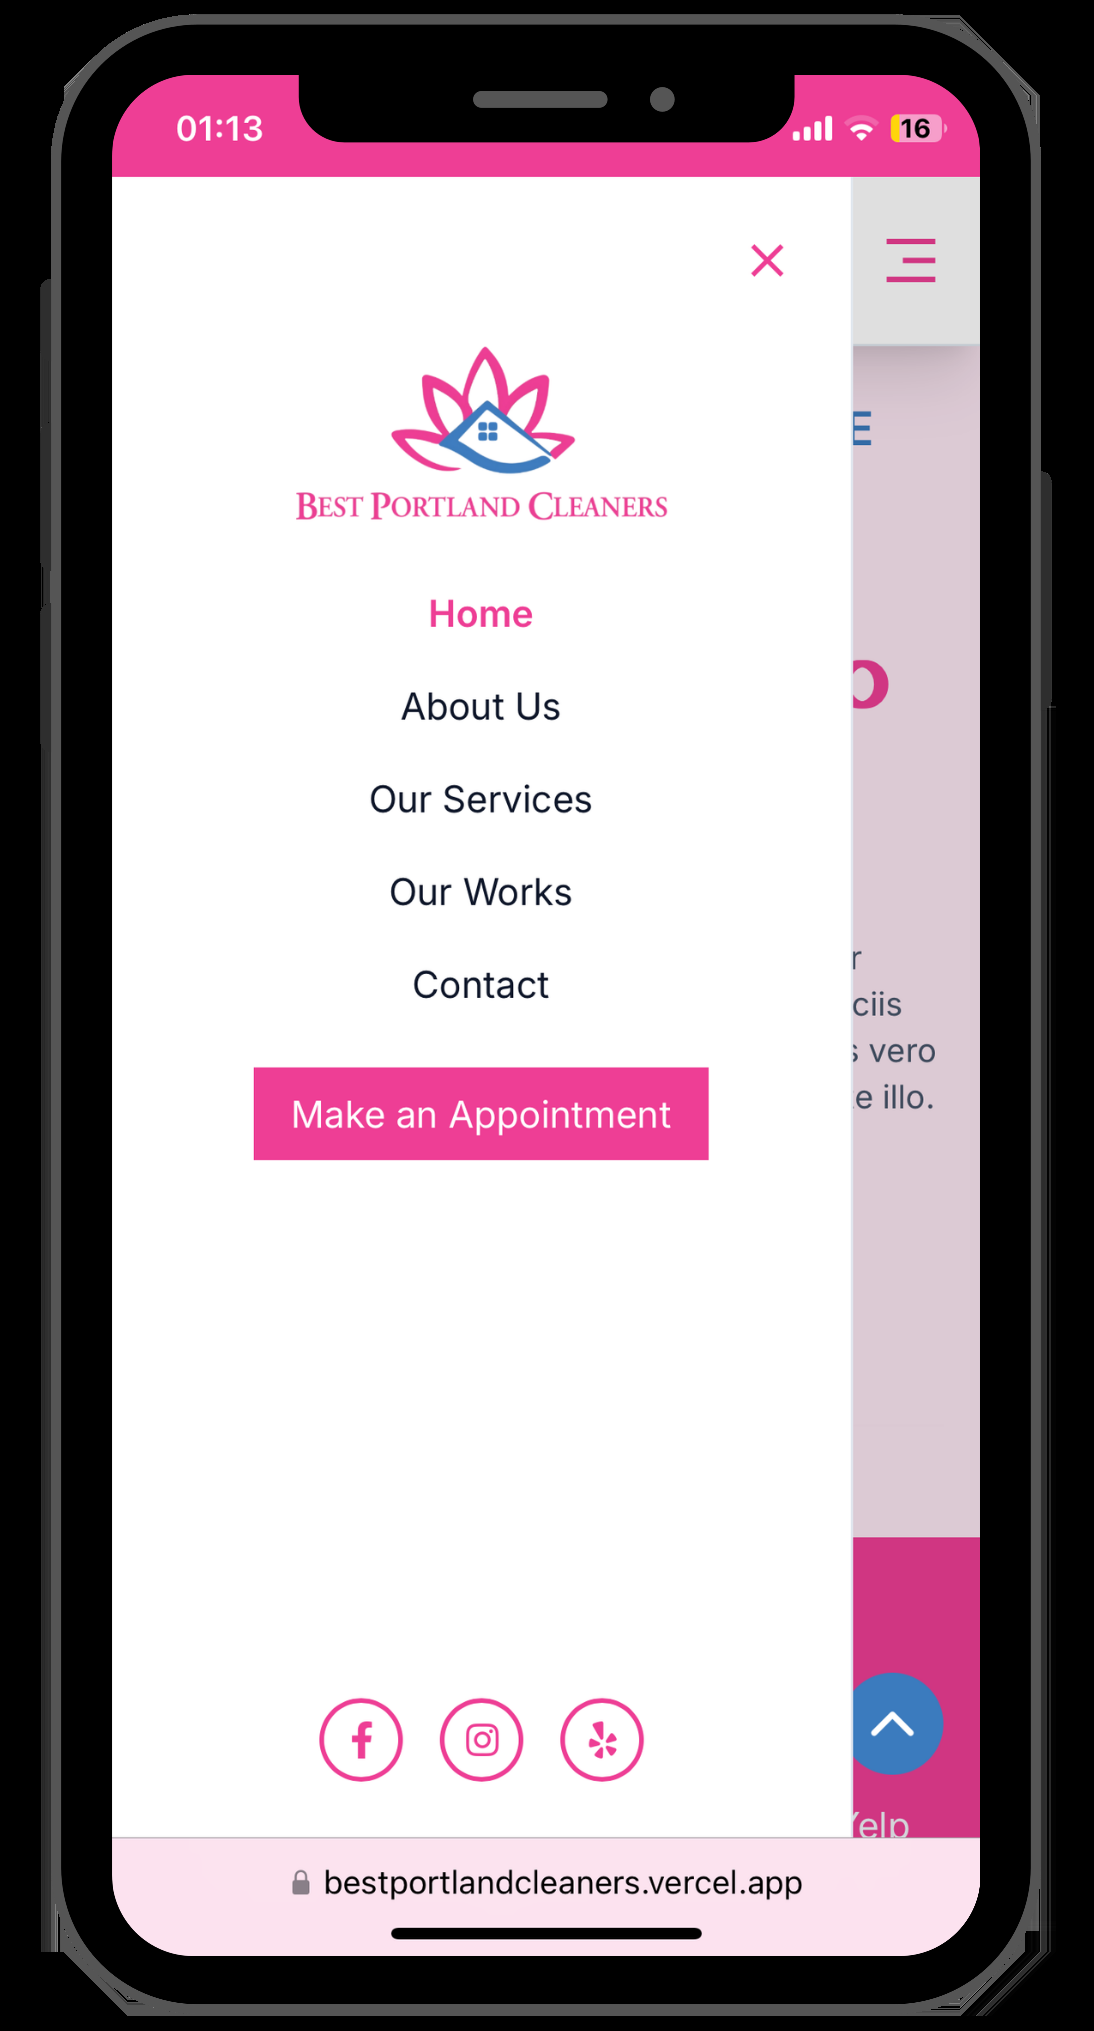 01:13
16
E
BEST PORTLAND CLEANERS
Home
About Us
Our Services
Our Works
r
Contact
ciis
s vero
e illo.
Make an Appointment
Yelp
bestportlandcleaners.vercel.app